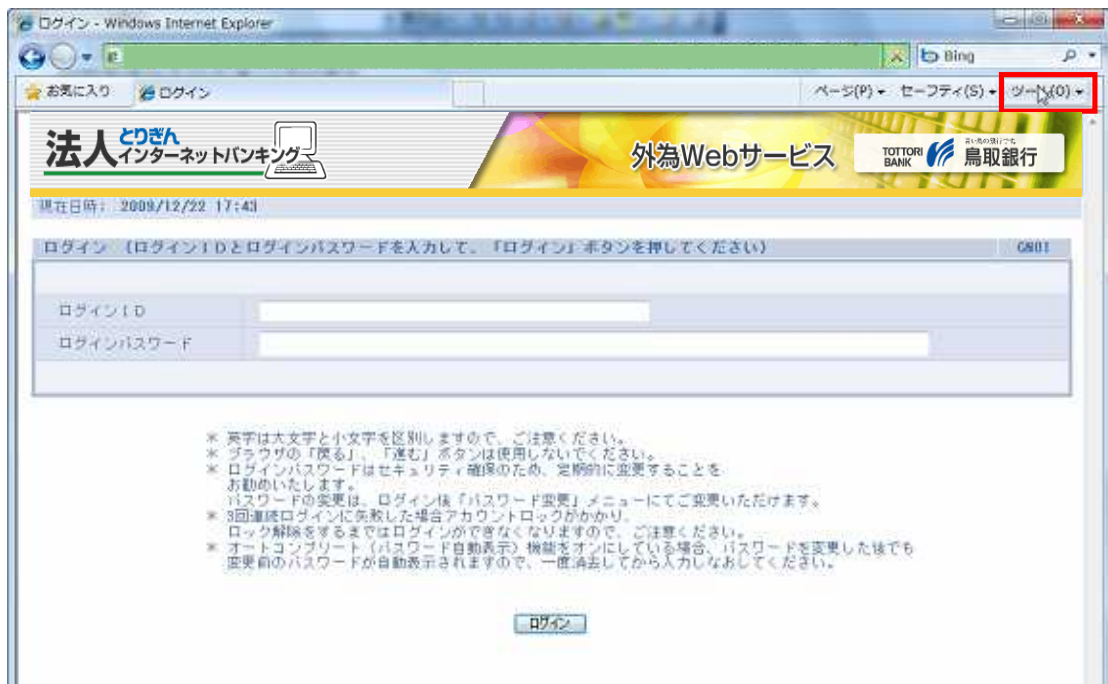 ログイン - Windows Internet Explorer
Bing
お気に入り
ログイン
ページ(P)
セーフティ(S)
ツール(O)
法人
とりぎん
インターネットバンキング
外為Webサービス
TOTTORI
BANK
鳥取銀行
現在日時: 2009/12/22 17:43
ログイン (ログインIDとログインパスワードを入力して、「ログイン」ボタンを押してください)
GN01
ログインID
ログインパスワード
* 英字は大文字と小文字を区別しますので、ご注意ください。
* ブラウザの「戻る」、「進む」ボタンは使用しないでください。
* ログインパスワードはセキュリティ確保のため、定期的に変更することを
お勧めいたします。
パスワードの変更は、ログイン後「パスワード変更」メニューにてご変更いただけます。
* 3回連続ログインに失敗した場合アカウントロックがかかり、
ロック解除をするまではログインができなくなりますので、ご注意ください。
* オートコンプリート(パスワード自動表示)機能をオンにしている場合、パスワードを変更した後でも
変更前のパスワードが自動表示されますので、一度消去してから入力しなおしてください。
ログイン